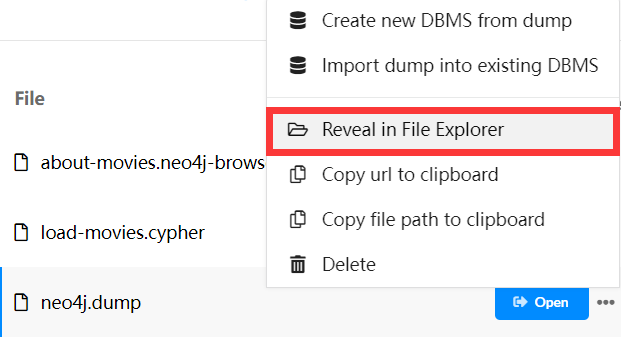 Create new DBMS from dump
Import dump into existing DBMS
File
Reveal in File Explorer
about-movies.neo4j-brows
Copy url to clipboard
load-movies.cypher
Copy file path to clipboard
Delete
neo4j.dump
Open